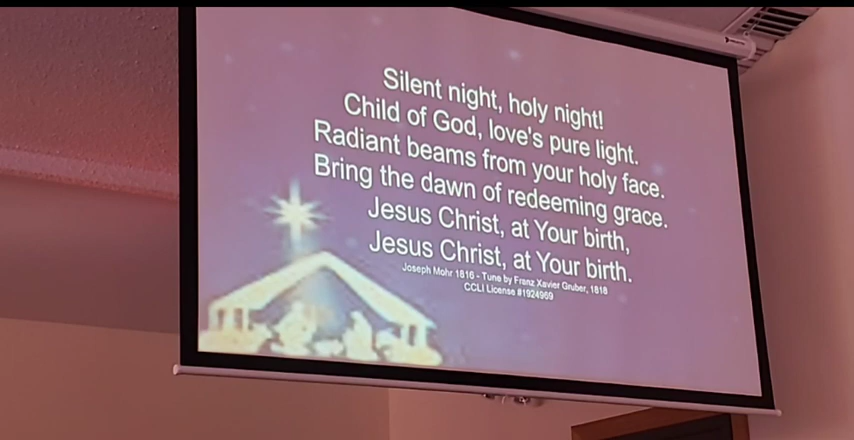 Silent night, holy night!
Child of God, love's pure light.
Radiant beams from your holy face.
Bring the dawn of redeeming grace.
Jesus Christ, at Your birth,
Jesus Christ, at Your birth.
Joseph Mohr 1816 - Tune by Franz Xavier Gruber, 1818
CCLI License #1924969